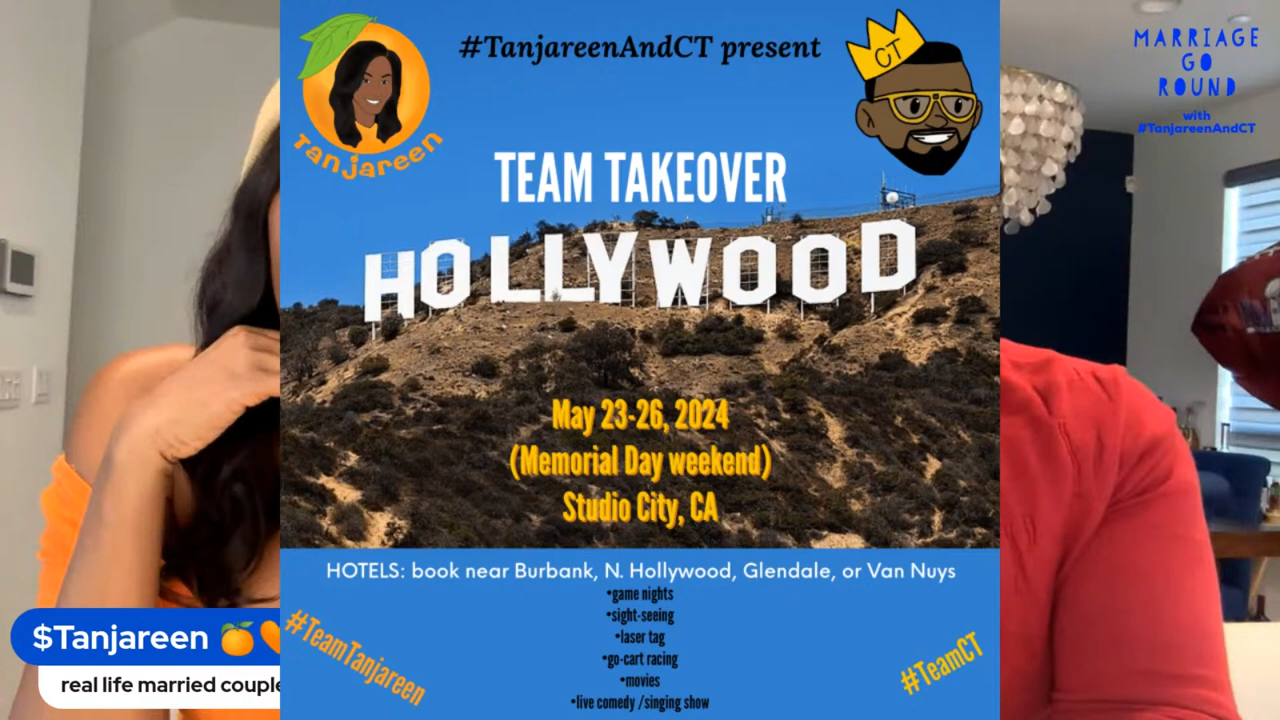 #TanjareenAndCT present
CT
Tanjareen
TEAM TAKEOVER
HOLLYWOOD
May 23-26, 2024
(Memorial Day weekend)
Studio City, CA
HOTELS: book near Burbank, N. Hollywood, Glendale, or Van Nuys
•game nights
•sight-seeing
•laser tag
•go-cart racing
•movies
•live comedy /singing show
#TeamTanjareen
#TeamCT
MARRIAGE
GO
ROUND
with
#TanjareenAndCT
$Tanjareen 🍊🧡
real life married couple